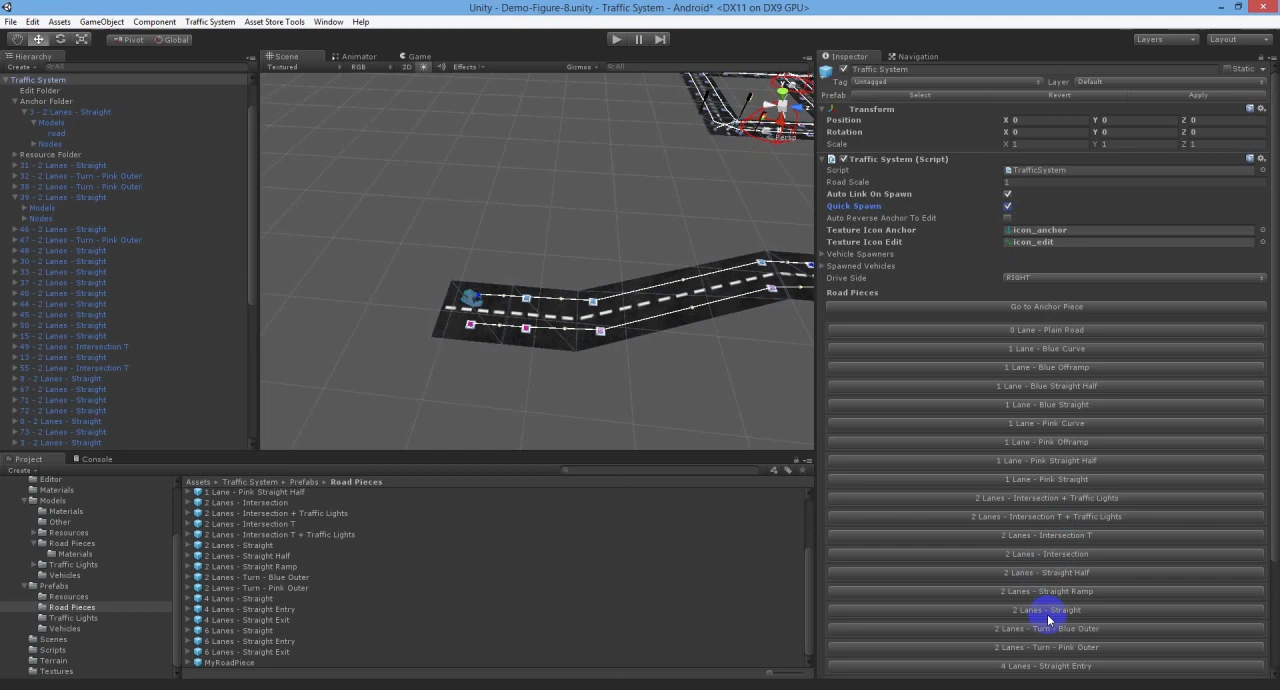 Unity - Demo-Figure-8.unity - Traffic System - Android* <DX11 on DX9 GPU>
File Edit Assets GameObject Component Traffic System Asset Store Tools Window Help
Pivot Global Layers Layout
Hierarchy
Create All
Traffic System
Edit Folder
Anchor Folder
3 - 2 Lanes - Straight
Models
road
Nodes
Resource Folder
31 - 2 Lanes - Straight
32 - 2 Lanes - Turn - Pink Outer
38 - 2 Lanes - Turn - Pink Outer
39 - 2 Lanes - Straight
Models
Nodes
46 - 2 Lanes - Straight
47 - 2 Lanes - Turn - Pink Outer
48 - 2 Lanes - Straight
30 - 2 Lanes - Straight
33 - 2 Lanes - Straight
37 - 2 Lanes - Straight
40 - 2 Lanes - Straight
44 - 2 Lanes - Straight
45 - 2 Lanes - Straight
50 - 2 Lanes - Straight
15 - 2 Lanes - Straight
49 - 2 Lanes - Intersection T
13 - 2 Lanes - Straight
55 - 2 Lanes - Intersection T
8 - 2 Lanes - Straight
67 - 2 Lanes - Straight
71 - 2 Lanes - Straight
72 - 2 Lanes - Straight
0 - 2 Lanes - Straight
73 - 2 Lanes - Straight
3 - 2 Lanes - Straight
Scene Animator Game
Textured RGB 2D Effects Gizmos All
Persp
Inspector Navigation
Traffic System Static
Tag Untagged Layer Default
Prefab Select Revert Apply
Transform
Position X 0 Y 0 Z 0
Rotation X 0 Y 0 Z 0
Scale X 1 Y 1 Z 1
Traffic System (Script)
Script TrafficSystem
Road Scale 1
Auto Link On Spawn
Quick Spawn
Auto Reverse Anchor To Edit
Texture Icon Anchor icon_anchor
Texture Icon Edit icon_edit
Vehicle Spawners
Spawned Vehicles
Drive Side RIGHT
Road Pieces
Go to Anchor Piece
0 Lane - Plain Road
1 Lane - Blue Curve
1 Lane - Blue Offramp
1 Lane - Blue Straight Half
1 Lane - Blue Straight
1 Lane - Pink Curve
1 Lane - Pink Offramp
1 Lane - Pink Straight Half
1 Lane - Pink Straight
2 Lanes - Intersection + Traffic Lights
2 Lanes - Intersection T + Traffic Lights
2 Lanes - Intersection T
2 Lanes - Intersection
2 Lanes - Straight Half
2 Lanes - Straight Ramp
2 Lanes - Straight
2 Lanes - Turn - Blue Outer
2 Lanes - Turn - Pink Outer
4 Lanes - Straight Entry
Project Console
Create
Editor
Materials
Models
Materials
Other
Resources
Road Pieces
Materials
Traffic Lights
Vehicles
Prefabs
Resources
Road Pieces
Traffic Lights
Vehicles
Scenes
Scripts
Terrain
Textures
Assets Traffic System Prefabs Road Pieces
1 Lane - Pink Straight Half
2 Lanes - Intersection
2 Lanes - Intersection + Traffic Lights
2 Lanes - Intersection T
2 Lanes - Intersection T + Traffic Lights
2 Lanes - Straight
2 Lanes - Straight Half
2 Lanes - Straight Ramp
2 Lanes - Turn - Blue Outer
2 Lanes - Turn - Pink Outer
4 Lanes - Straight
4 Lanes - Straight Entry
4 Lanes - Straight Exit
6 Lanes - Straight
6 Lanes - Straight Entry
6 Lanes - Straight Exit
MyRoadPiece